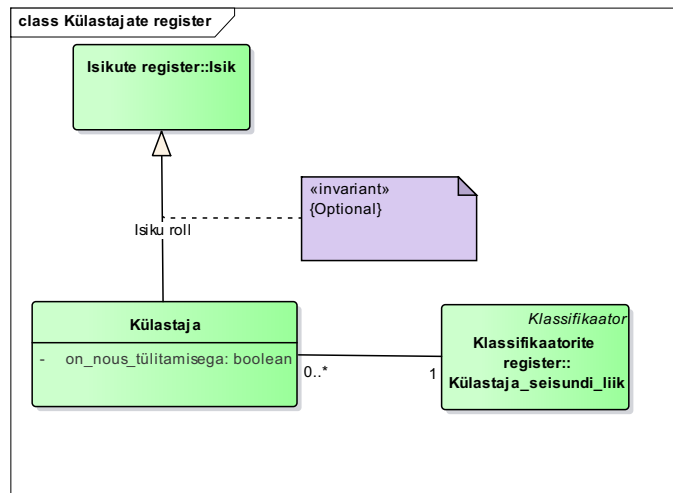 class Külastajate register
Isikute register::Isik
«invariant»
{Optional}
Isiku roll
Külastaja
- on_nous_tülitamisega: boolean
0..*
1
Klassifikaator
Klassifikaatorite
register::
Külastaja_seisundi_liik